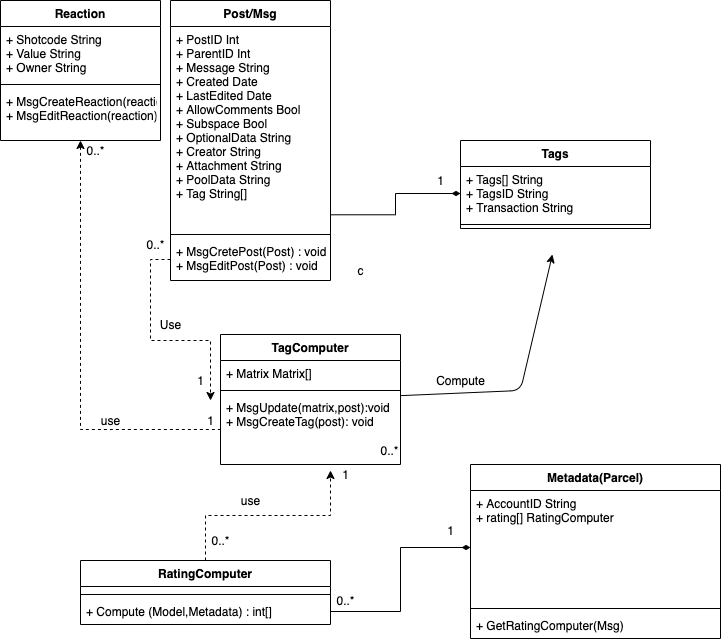 Reaction
+ Shotcode String
+ Value String
+ Owner String
+ MsgCreateReaction(reacti
+ MsgEditReaction(reaction)
Post/Msg
+ PostID Int
+ ParentID Int
+ Message String
+ Created Date
+ LastEdited Date
+ AllowComments Bool
+ Subspace Bool
+ OptionalData String
+ Creator String
+ Attachment String
+ PoolData String
+ Tag String[]
+ MsgCretePost(Post) : void
+ MsgEditPost(Post) : void
Tags
+ Tags[] String
+ TagsID String
+ Transaction String
0..*
1
0..*
c
Use
1
TagComputer
+ Matrix Matrix[]
+ MsgUpdate(matrix,post):void
+ MsgCreateTag(post): void
0..*
Compute
use
1
1
use
0..*
Metadata(Parcel)
+ AccountID String
+ rating[] RatingComputer
+ GetRatingComputer(Msg)
1
RatingComputer
+ Compute (Model,Metadata) : int[]
0..*